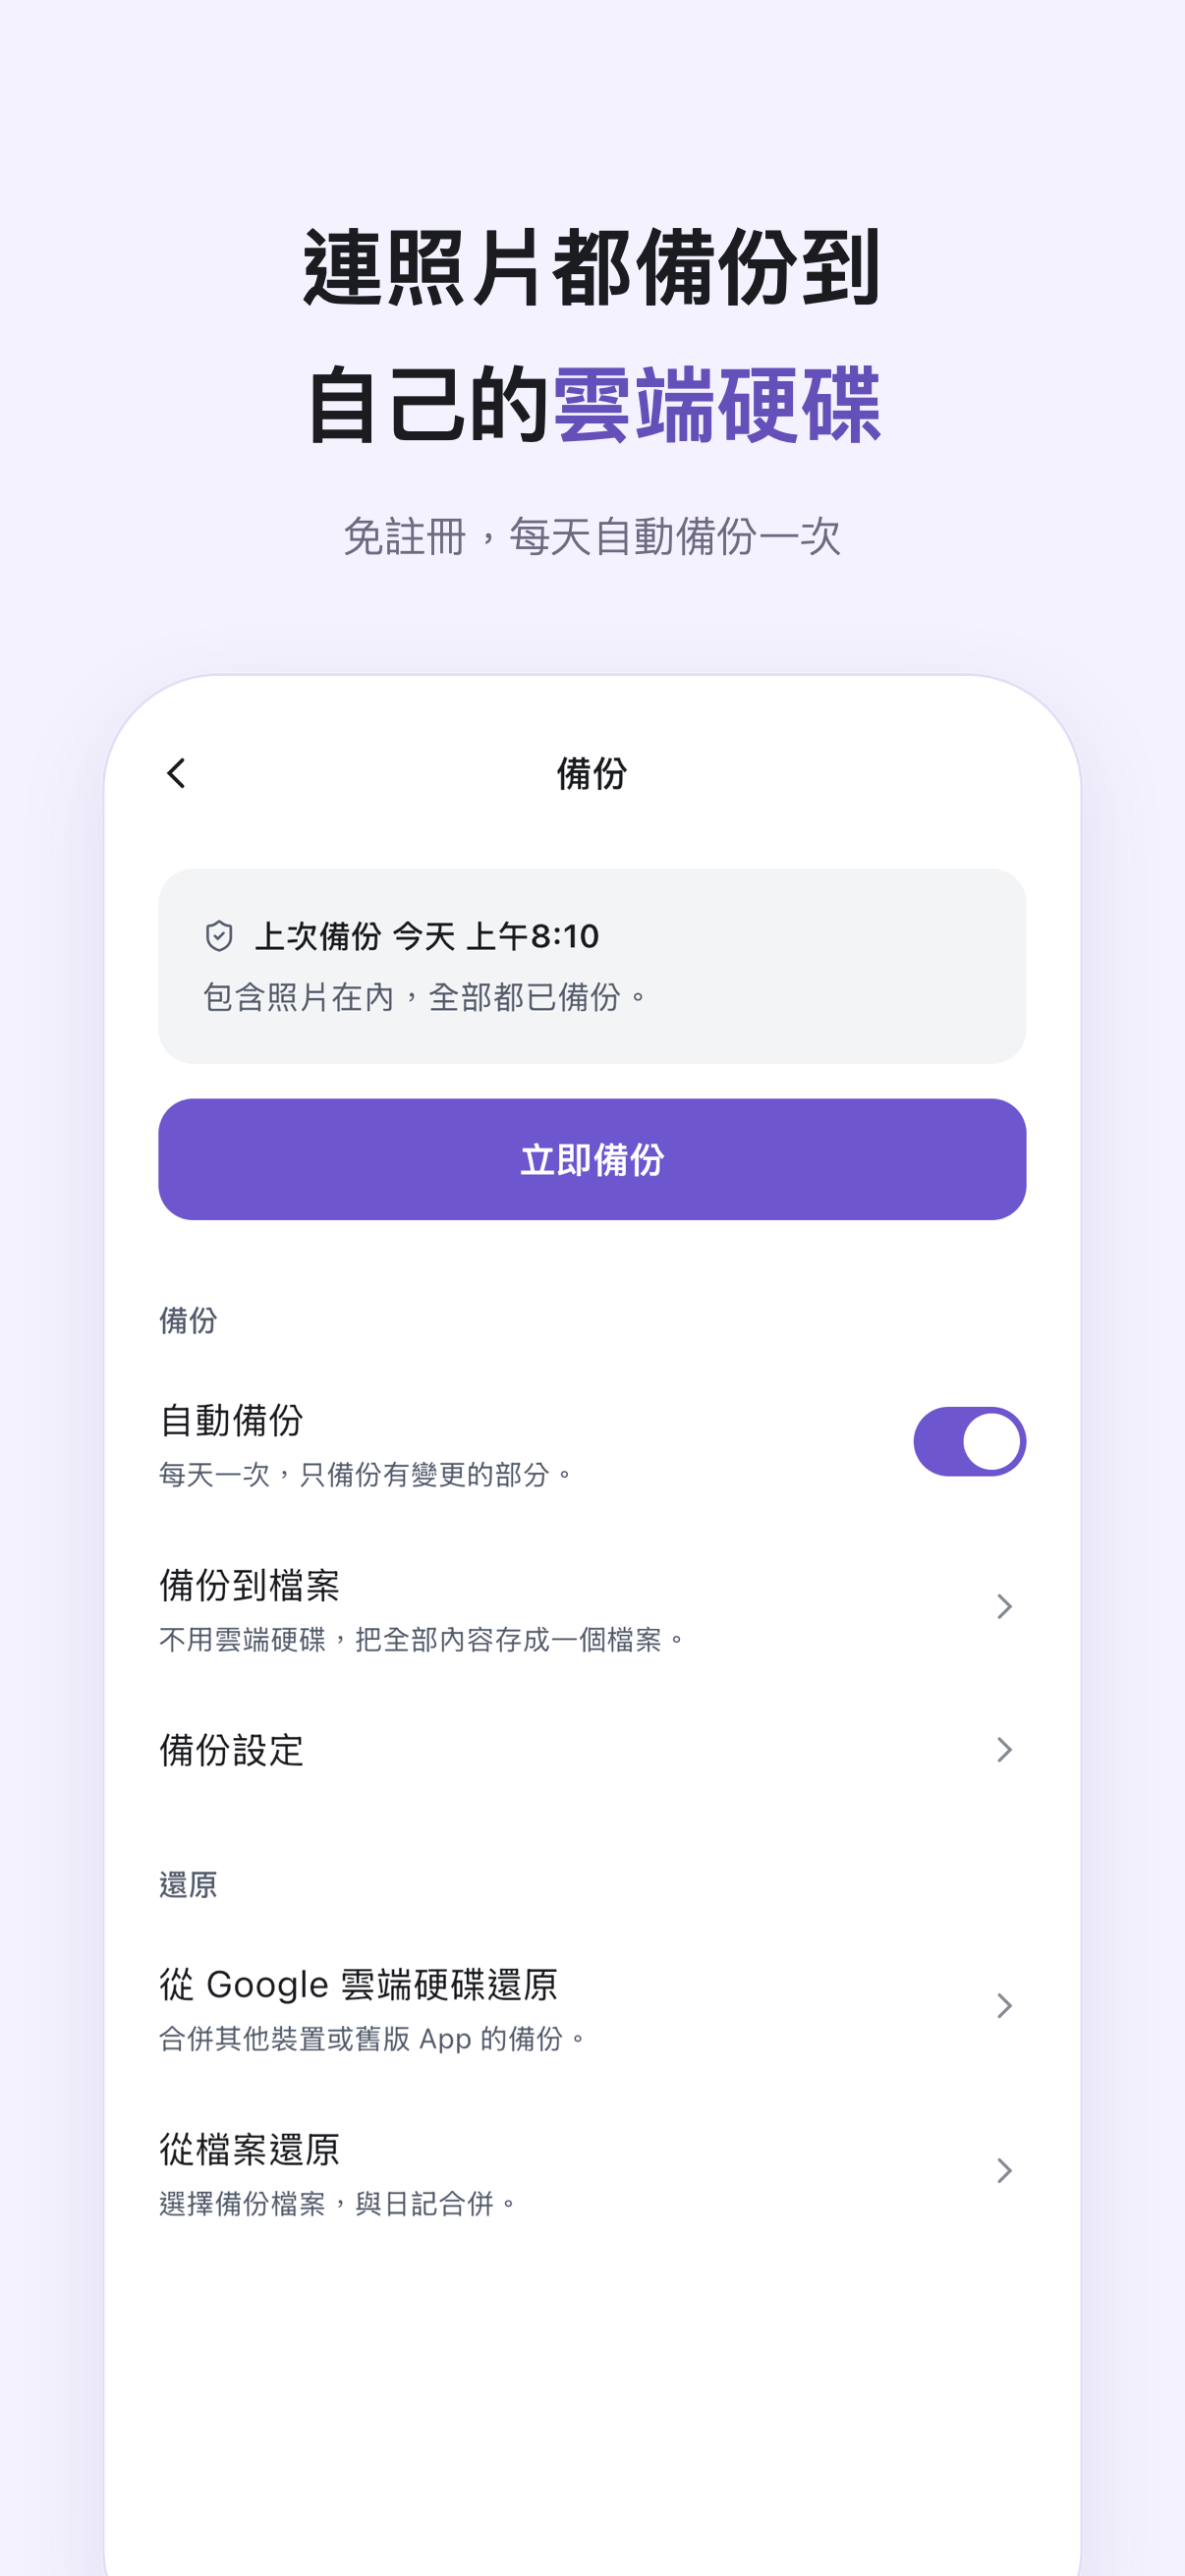 連照片都備份到
自己的雲端硬碟
免註冊，每天自動備份一次
備份
上次備份 今天 上午8:10
包含照片在內，全部都已備份。
立即備份
備份
自動備份
每天一次，只備份有變更的部分。
備份到檔案
不用雲端硬碟，把全部內容存成一個檔案。
備份設定
還原
從 Google 雲端硬碟還原
合併其他裝置或舊版 App 的備份。
從檔案還原
選擇備份檔案，與日記合併。